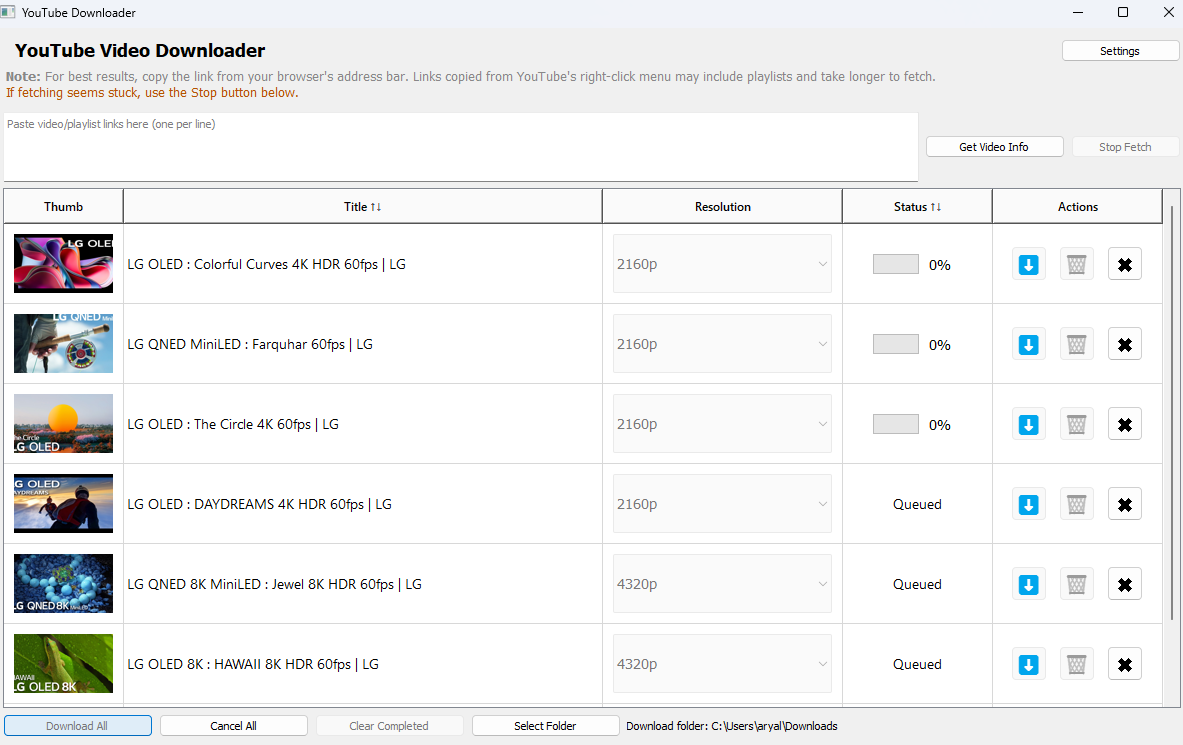 YouTube Downloader
YouTube Video Downloader
Settings
Note: For best results, copy the link from your browser's address bar. Links copied from YouTube's right-click menu may include playlists and take longer to fetch.
If fetching seems stuck, use the Stop button below.
Paste video/playlist links here (one per line)
Get Video Info
Stop Fetch
Thumb
Title ↑↓
Resolution
Status ↑↓
Actions
LG OLE
LG OLED : Colorful Curves 4K HDR 60fps | LG
2160p
0%
LG QNED Mini
LG QNED MiniLED : Farquhar 60fps | LG
2160p
0%
he Circle
LG OLED
LG OLED : The Circle 4K 60fps | LG
2160p
0%
G OLED
AYDREAMS
LG OLED : DAYDREAMS 4K HDR 60fps | LG
2160p
Queued
LG QNED 8K MiniLED
LG QNED 8K MiniLED : Jewel 8K HDR 60fps | LG
4320p
Queued
AWAII
LG OLED 8K
LG OLED 8K : HAWAII 8K HDR 60fps | LG
4320p
Queued
Download All
Cancel All
Clear Completed
Select Folder
Download folder: C:\Users\aryal\Downloads